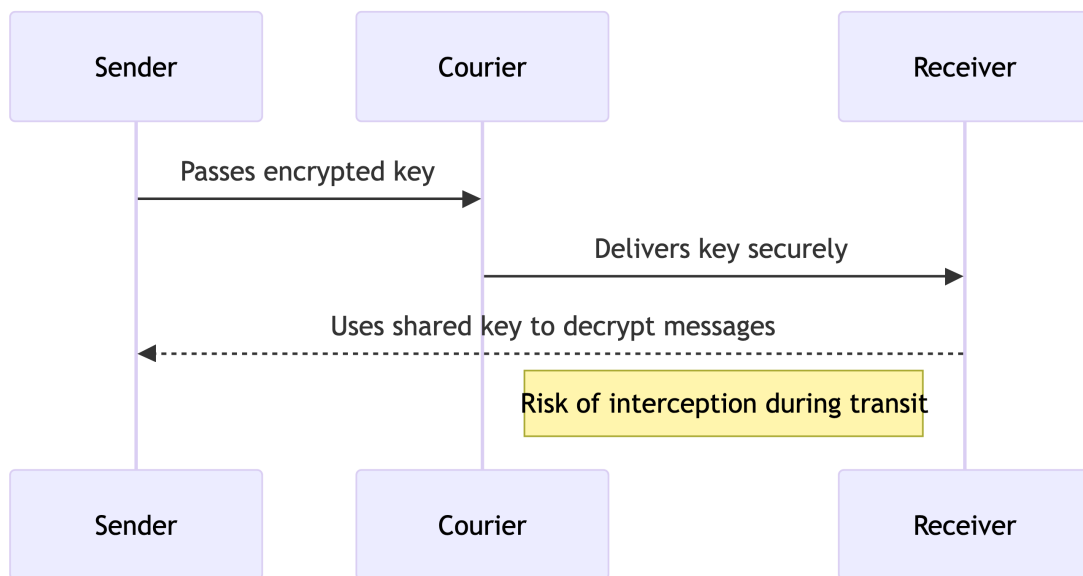 Sender
Courier
Receiver
Passes encrypted key
Delivers key securely
Uses shared key to decrypt messages
Risk of interception during transit
Sender
Courier
Receiver